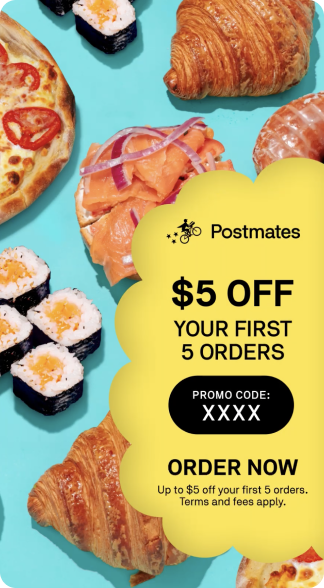 Postmates
$5 OFF
YOUR FIRST
5 ORDERS
PROMO CODE:
XXXX
ORDER NOW
Up to $5 off your first 5 orders.
Terms and fees apply.